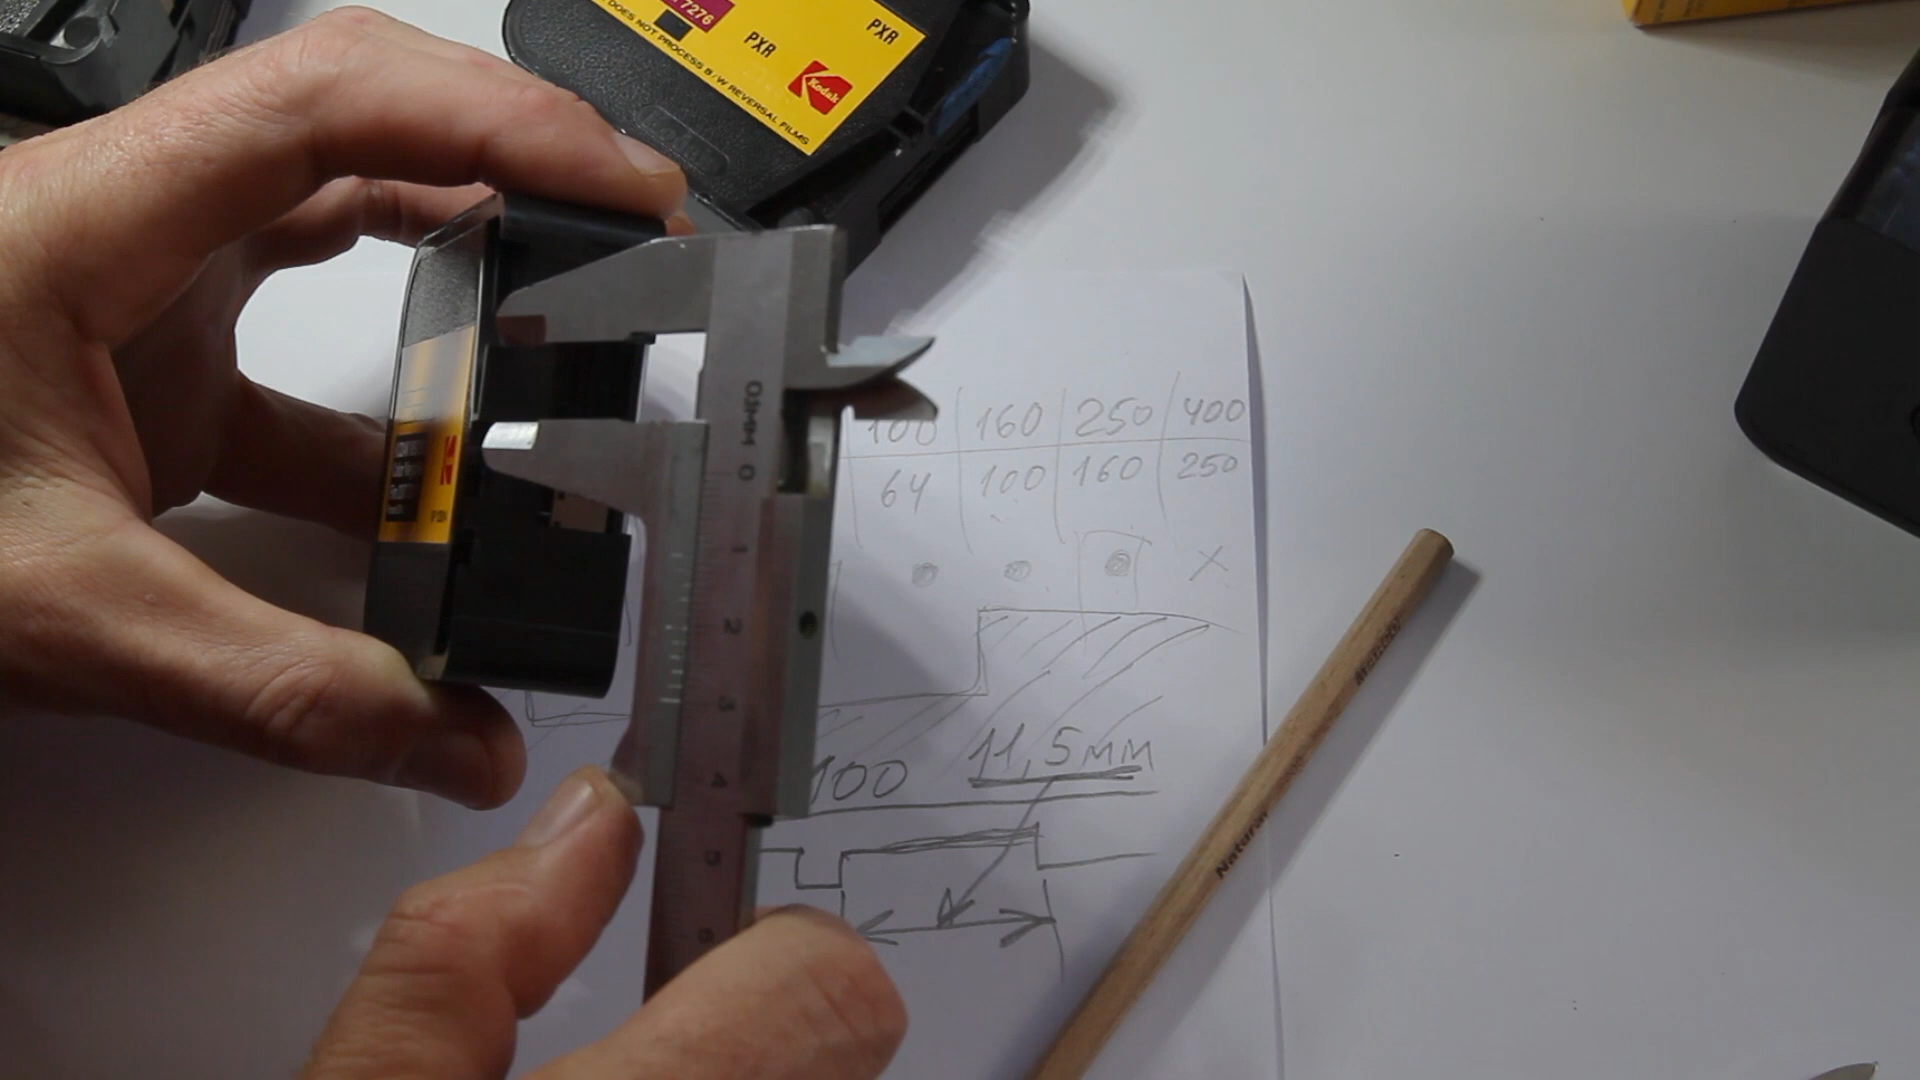 7276
PXR
PXR
DOES NOT PROCESS B/W REVERSAL FILMS
Kodak
0,1MM
0
1
2
3
4
5
6
100 160 250 400
64 100 160 250
X
100 11,5мм
Natural